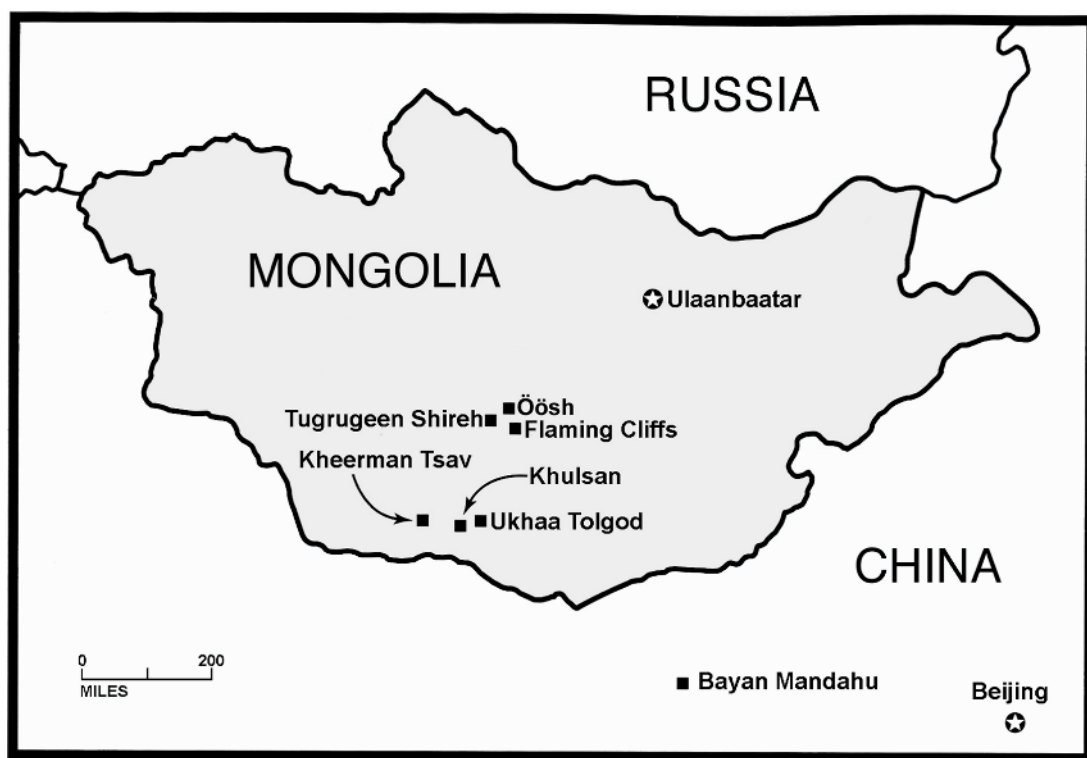 RUSSIA
MONGOLIA
Ulaanbaatar
Öösh
Tugrugeen Shireh
Flaming Cliffs
Kheerman Tsav
Khulsan
Ukhaa Tolgod
CHINA
0 200
MILES
Bayan Mandahu
Beijing